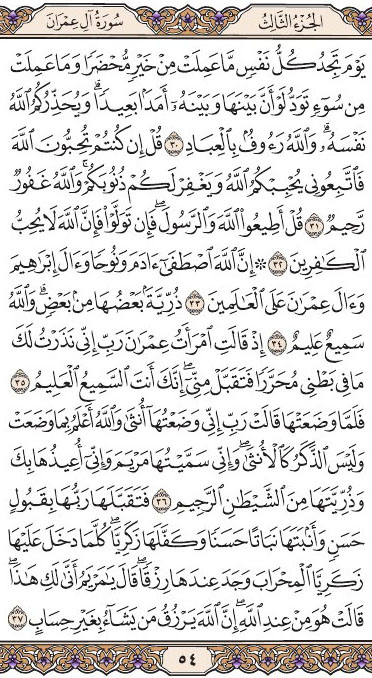 الجزء الثالث
سورة آل عمران
يَوْمَ تَجِدُ كُلُّ نَفْسٍ مَّا عَمِلَتْ مِنْ خَيْرٍ مُّحْضَرًا وَمَا عَمِلَتْ
مِن سُوٓءٍ تَوَدُّ لَوْ أَنَّ بَيْنَهَا وَبَيْنَهُۥٓ أَمَدًۢا بَعِيدًا ۗ وَيُحَذِّرُكُمُ ٱللَّهُ
نَفْسَهُۥ ۗ وَٱللَّهُ رَءُوفٌۢ بِٱلْعِبَادِ ٣٠ قُلْ إِن كُنتُمْ تُحِبُّونَ ٱللَّهَ
فَٱتَّبِعُونِى يُحْبِبْكُمُ ٱللَّهُ وَيَغْفِرْ لَكُمْ ذُنُوبَكُمْ ۗ وَٱللَّهُ غَفُورٌ
رَّحِيمٌ ٣١ قُلْ أَطِيعُوا۟ ٱللَّهَ وَٱلرَّسُولَ ۖ فَإِن تَوَلَّوْا۟ فَإِنَّ ٱللَّهَ لَا يُحِبُّ
ٱلْكَٰفِرِينَ ٣٢ ۞ إِنَّ ٱللَّهَ ٱصْطَفَىٰٓ ءَادَمَ وَنُوحًا وَءَالَ إِبْرَٰهِيمَ
وَءَالَ عِمْرَٰنَ عَلَى ٱلْعَٰلَمِينَ ٣٣ ذُرِّيَّةًۢ بَعْضُهَا مِنۢ بَعْضٍ ۗ وَٱللَّهُ
سَمِيعٌ عَلِيمٌ ٣٤ إِذْ قَالَتِ ٱمْرَأَتُ عِمْرَٰنَ رَبِّ إِنِّى نَذَرْتُ لَكَ
مَا فِى بَطْنِى مُحَرَّرًا فَتَقَبَّلْ مِنِّىٓ ۖ إِنَّكَ أَنتَ ٱلسَّمِيعُ ٱلْعَلِيمُ ٣٥
فَلَمَّا وَضَعَتْهَا قَالَتْ رَبِّ إِنِّى وَضَعْتُهَآ أُنثَىٰ وَٱللَّهُ أَعْلَمُ بِمَا وَضَعَتْ
وَلَيْسَ ٱلذَّكَرُ كَٱلْأُنثَىٰ ۖ وَإِنِّى سَمَّيْتُهَا مَرْيَمَ وَإِنِّىٓ أُعِيذُهَا بِكَ
وَذُرِّيَّتَهَا مِنَ ٱلشَّيْطَٰنِ ٱلرَّجِيمِ ٣٦ فَتَقَبَّلَهَا رَبُّهَا بِقَبُولٍ
حَسَنٍ وَأَنۢبَتَهَا نَبَاتًا حَسَنًا وَكَفَّلَهَا زَكَرِيَّا ۖ كُلَّمَا دَخَلَ عَلَيْهَا
زَكَرِيَّا ٱلْمِحْرَابَ وَجَدَ عِندَهَا رِزْقًا ۖ قَالَ يَٰمَرْيَمُ أَنَّىٰ لَكِ هَٰذَا ۖ
قَالَتْ هُوَ مِنْ عِندِ ٱللَّهِ ۖ إِنَّ ٱللَّهَ يَرْزُقُ مَن يَشَآءُ بِغَيْرِ حِسَابٍ ٣٧
٥٤